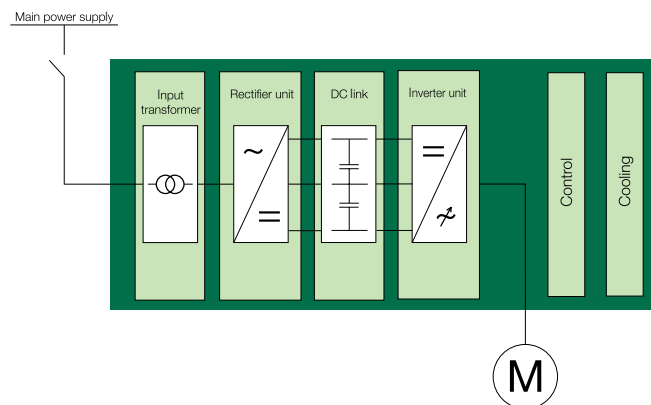 Main power supply
Input
transformer
Rectifier unit
DC link
Inverter unit
Control
Cooling
~
=
=
M